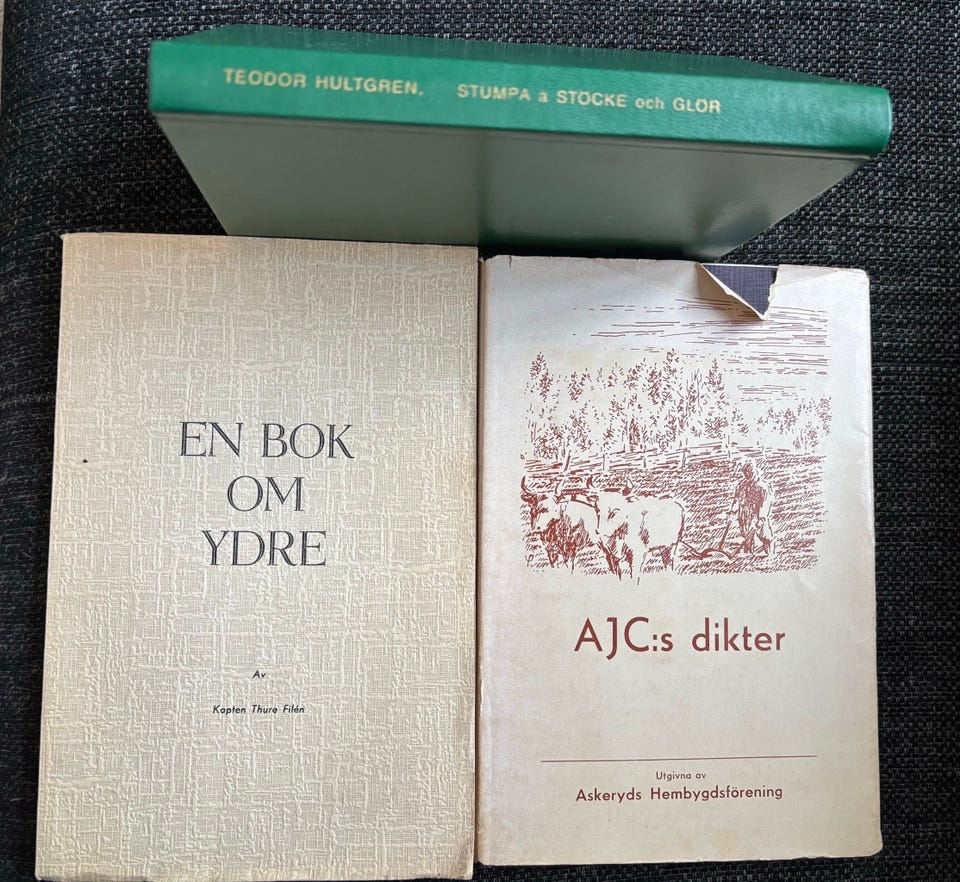 TEODOR HULTGREN. STUMPA å STOCKE och GLOR
EN BOK
OM
YDRE
Av
Kapten Thure Filén
AJC:s dikter
Utgivna av
Askeryds Hembygdsförening